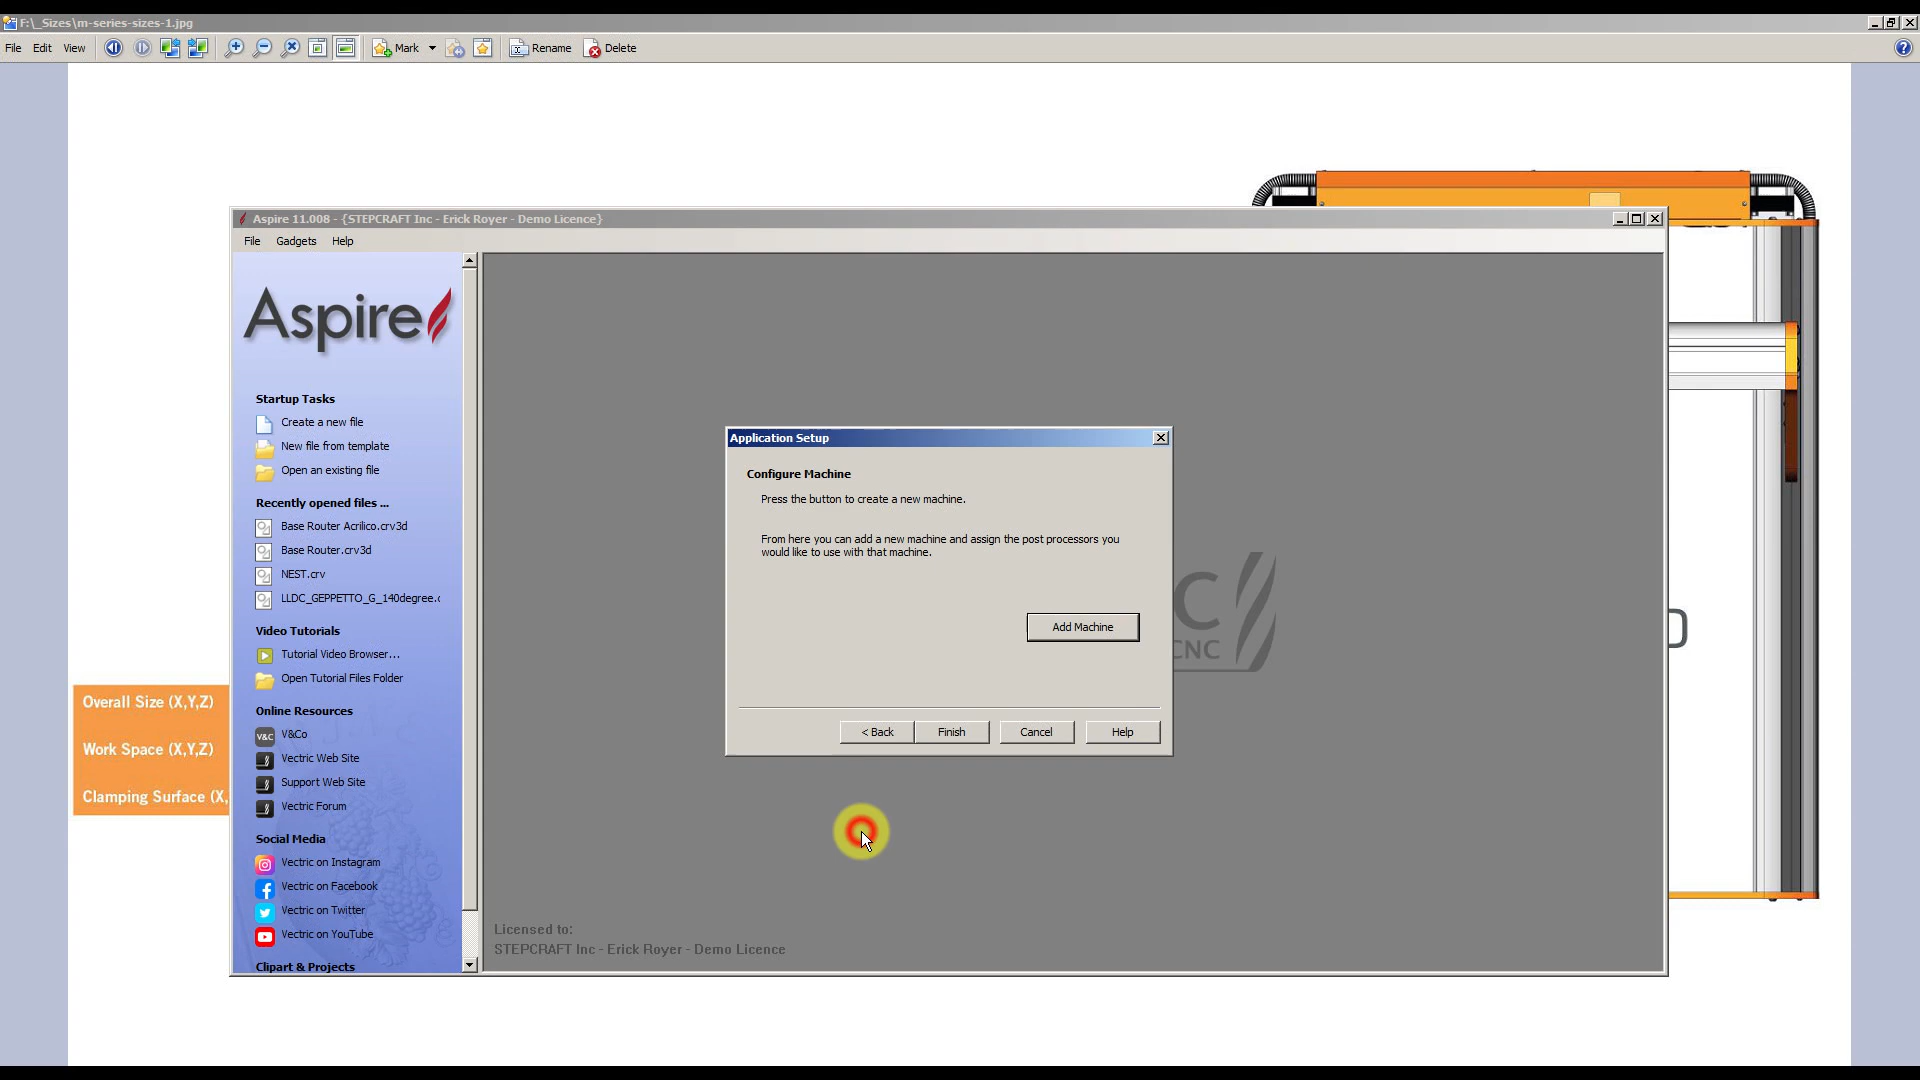 F:\_Sizes\m-series-sizes-1.jpg
File Edit View Mark Rename Delete
Aspire 11.008 - {STEPCRAFT Inc - Erick Royer - Demo Licence}
File Gadgets Help
Aspire
Startup Tasks
Create a new file
New file from template
Open an existing file
Recently opened files ...
Base Router Acrilico.crv3d
Base Router.crv3d
NEST.crv
LLDC_GEPPETTO_G_140degree.c
Video Tutorials
Tutorial Video Browser...
Open Tutorial Files Folder
Online Resources
V&C V&Co
Vectric Web Site
Support Web Site
Vectric Forum
Social Media
Vectric on Instagram
Vectric on Facebook
Vectric on Twitter
Vectric on YouTube
Clipart & Projects
Overall Size (X,Y,Z)
Work Space (X,Y,Z)
Clamping Surface (X,
Application Setup
Configure Machine
Press the button to create a new machine.
From here you can add a new machine and assign the post processors you
would like to use with that machine.
Add Machine
< Back Finish Cancel Help
C
CNC
Licensed to:
STEPCRAFT Inc - Erick Royer - Demo Licence